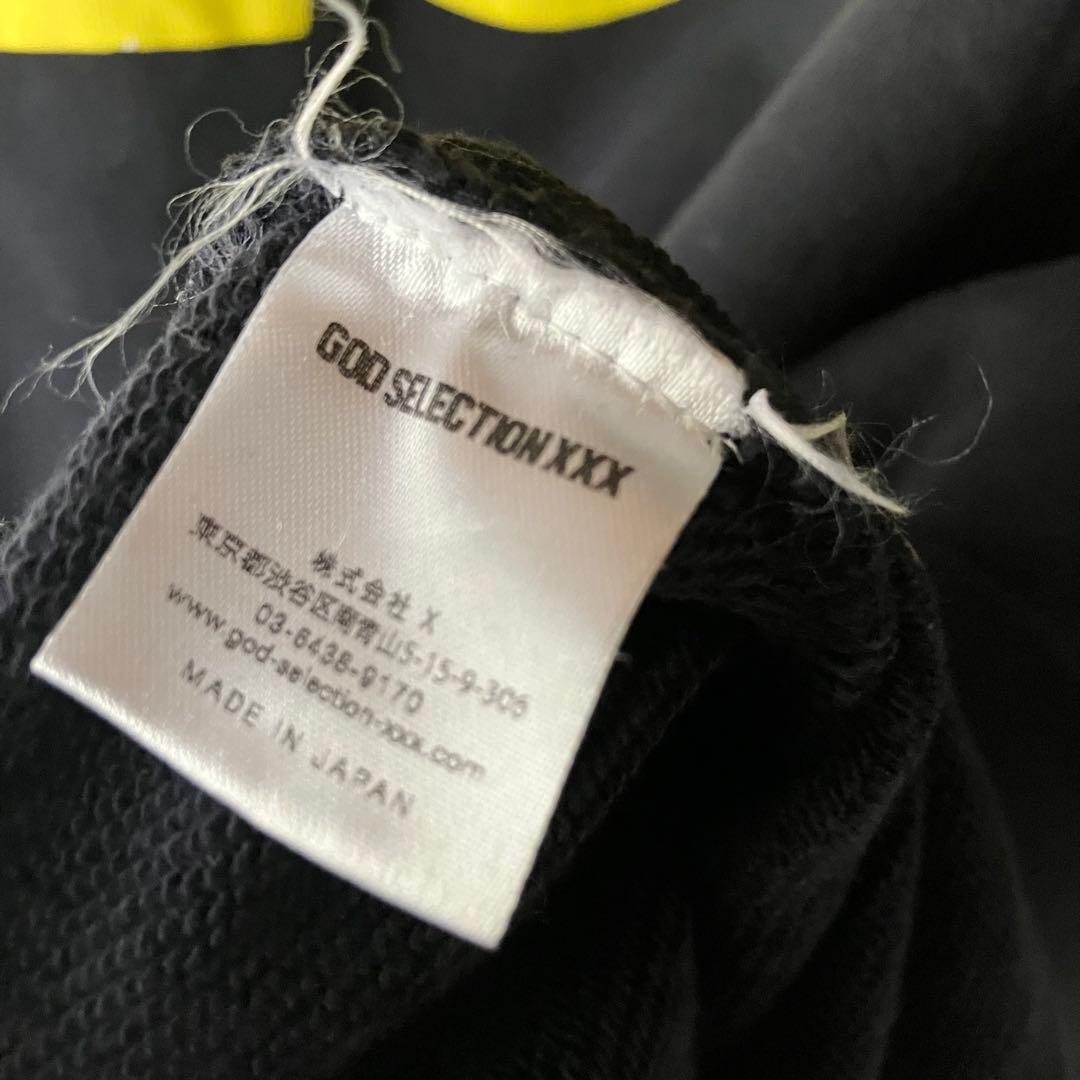 GOD SELECTION XXX
株式会社 X
東京都渋谷区南青山5-15-9-306
03-6438-9170
www.god-selection-xxx.com
MADE IN JAPAN